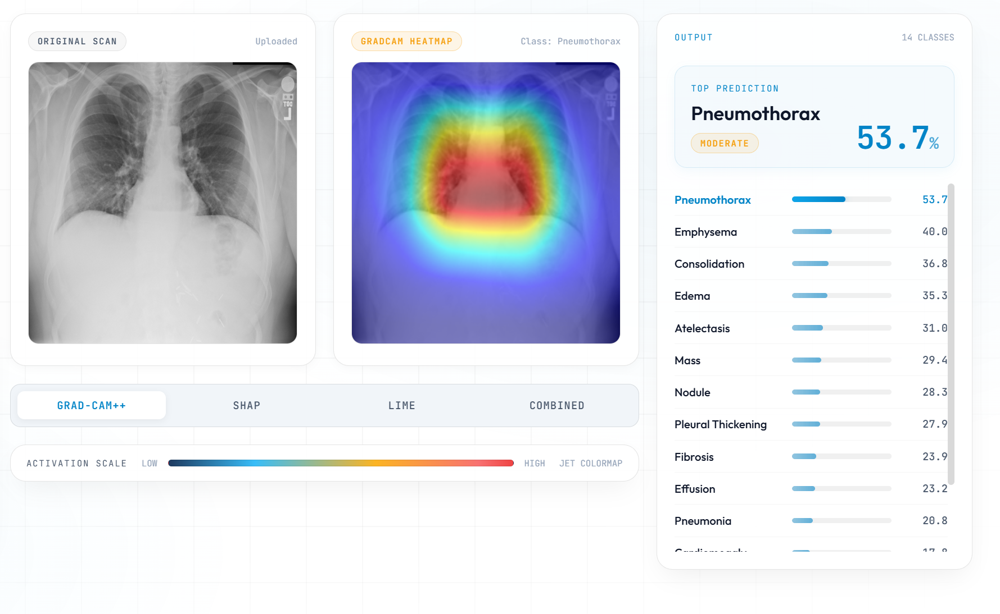 ORIGINAL SCAN
Uploaded
L
GRADCAM HEATMAP
Class: Pneumothorax
L
OUTPUT
14 CLASSES
TOP PREDICTION
Pneumothorax
MODERATE
53.7%
Pneumothorax 53.7
Emphysema 40.0
Consolidation 36.8
Edema 35.3
Atelectasis 31.0
Mass 29.4
Nodule 28.3
Pleural Thickening 27.9
Fibrosis 23.9
Effusion 23.2
Pneumonia 20.8
Cardiomegaly 17.8
GRAD-CAM++
SHAP
LIME
COMBINED
ACTIVATION SCALE
LOW
HIGH
JET COLORMAP